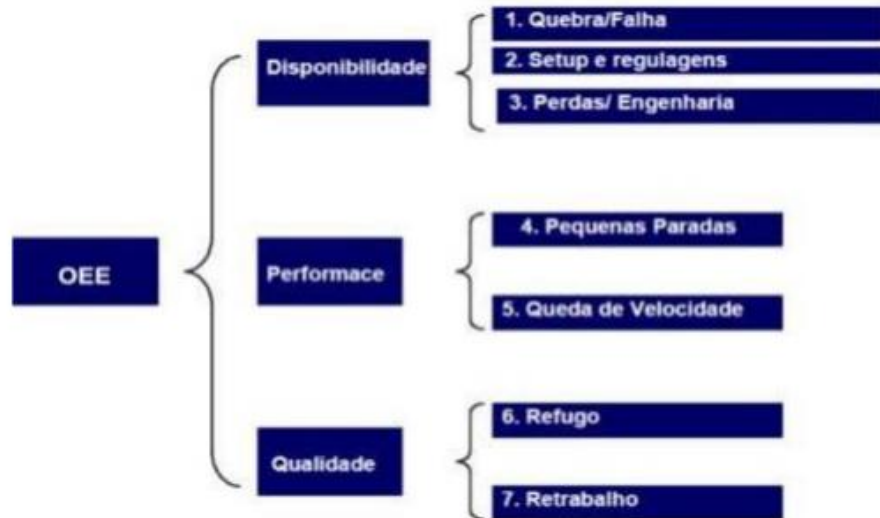 OEE
Disponibilidade
1. Quebra/Falha
2. Setup e regulagens
3. Perdas/ Engenharia
Performace
4. Pequenas Paradas
5. Queda de Velocidade
Qualidade
6. Refugo
7. Retrabalho